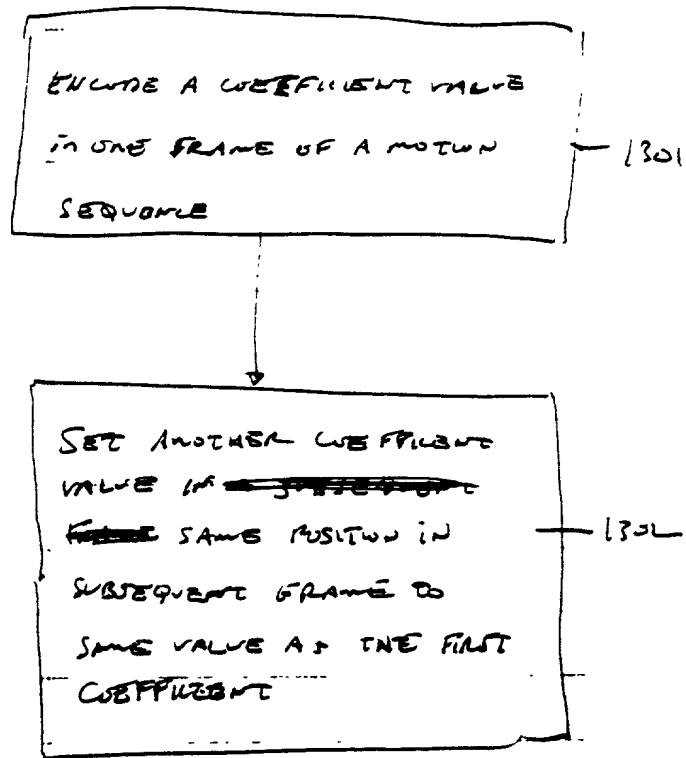 ENCODE A COEFFICIENT VALUE
in ONE FRAME OF A MOTION
SEQUENCE
1301
SET ANOTHER COEFFICIENT
VALUE IN
SAME POSITION IN
SUBSEQUENT FRAME TO
SAME VALUE AS THE FIRST
COEFFICIENT
1302